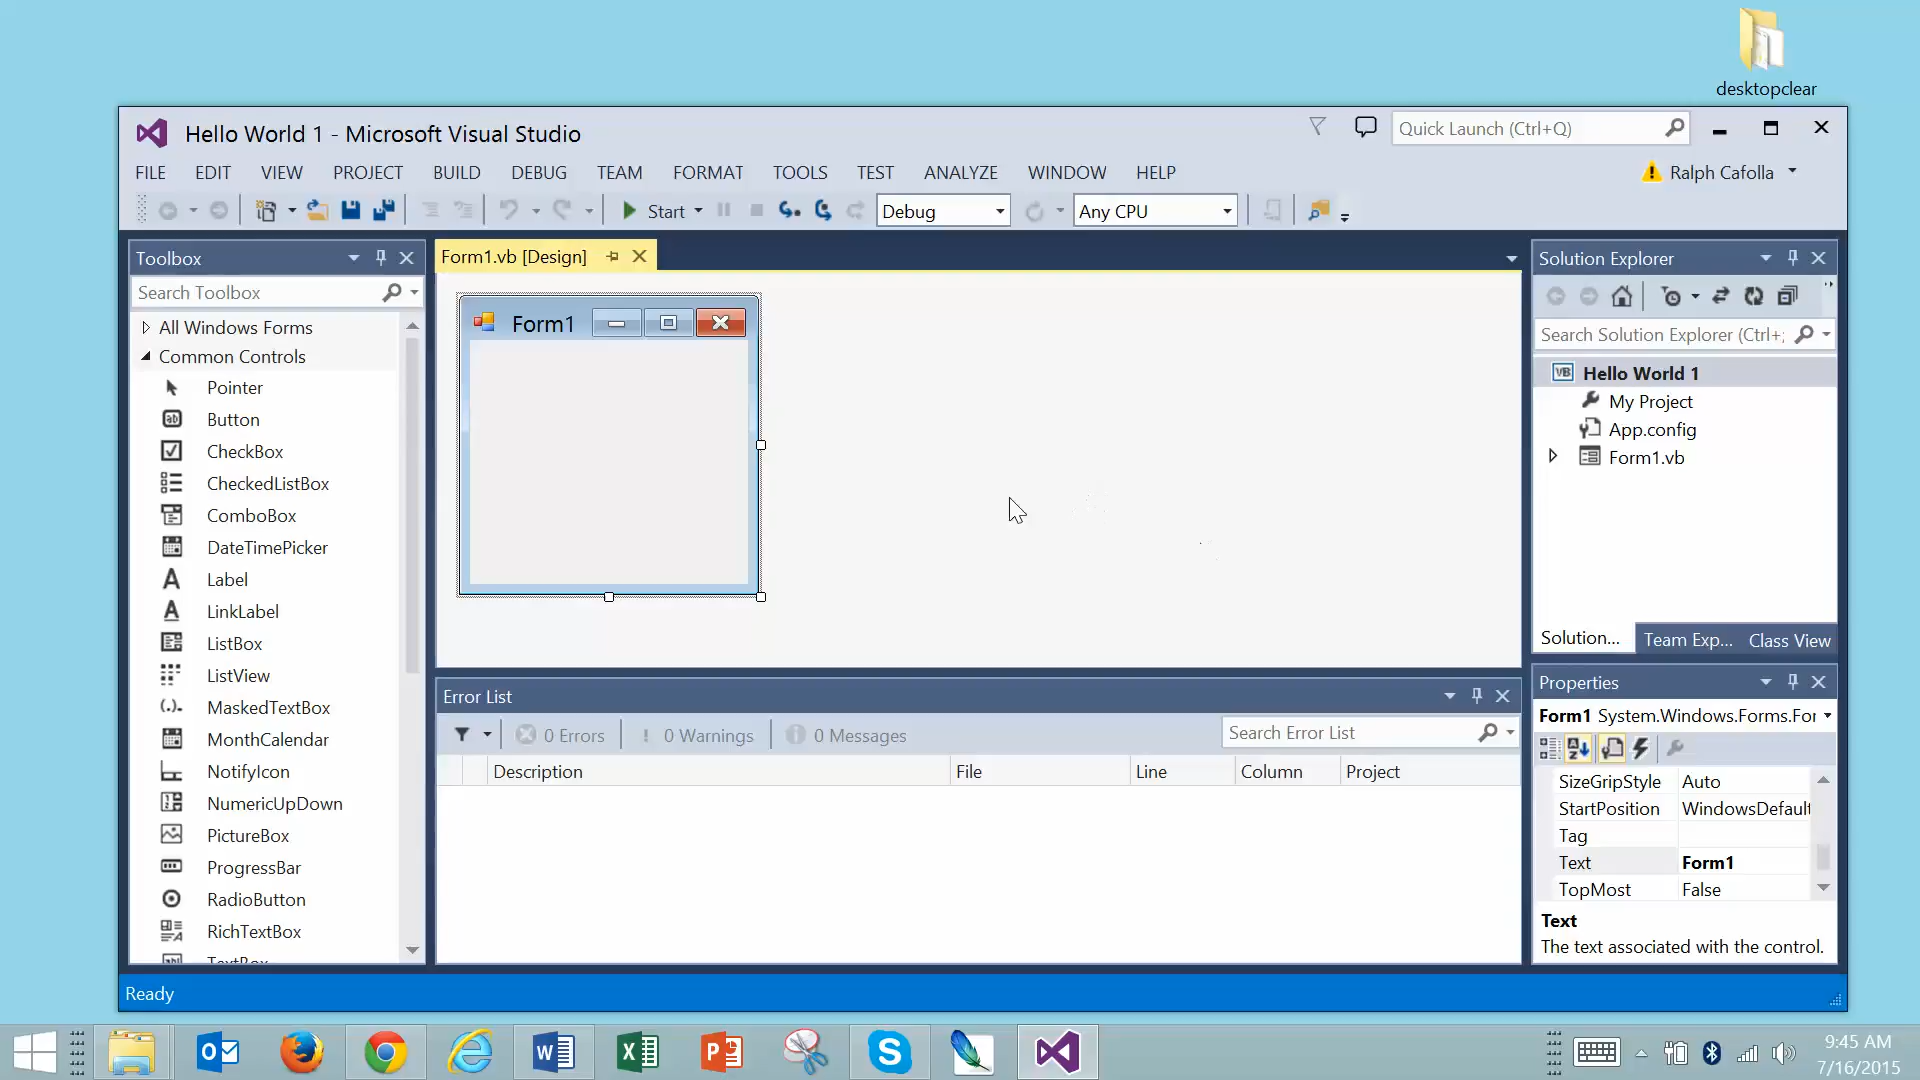 desktopclear
Hello World 1 - Microsoft Visual Studio
Quick Launch (Ctrl+Q)
FILE EDIT VIEW PROJECT BUILD DEBUG TEAM FORMAT TOOLS TEST ANALYZE WINDOW HELP
Ralph Cafolla
Start
Debug
Any CPU
Toolbox
Search Toolbox
All Windows Forms
Common Controls
Pointer
Button
CheckBox
CheckedListBox
ComboBox
DateTimePicker
Label
LinkLabel
ListBox
ListView
MaskedTextBox
MonthCalendar
NotifyIcon
NumericUpDown
PictureBox
ProgressBar
RadioButton
RichTextBox
TextBox
Form1.vb [Design]
Form1
Error List
0 Errors
0 Warnings
0 Messages
Search Error List
Description File Line Column Project
Solution Explorer
Search Solution Explorer (Ctrl+;
Hello World 1
My Project
App.config
Form1.vb
Solution... Team Exp... Class View
Properties
Form1 System.Windows.Forms.For
SizeGripStyle Auto
StartPosition WindowsDefault
Tag
Text Form1
TopMost False
Text
The text associated with the control.
Ready
9:45 AM
7/16/2015